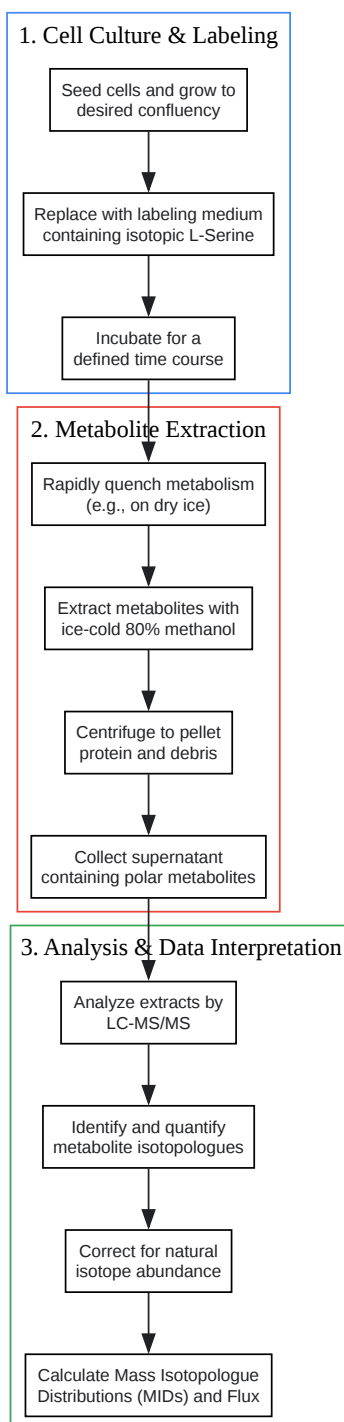 1. Cell Culture & Labeling
Seed cells and grow to
desired confluency
Replace with labeling medium
containing isotopic L-Serine
Incubate for a
defined time course
2. Metabolite Extraction
Rapidly quench metabolism
(e.g., on dry ice)
Extract metabolites with
ice-cold 80% methanol
Centrifuge to pellet
protein and debris
Collect supernatant
containing polar metabolites
3. Analysis & Data Interpretation
Analyze extracts by
LC-MS/MS
Identify and quantify
metabolite isotopologues
Correct for natural
isotope abundance
Calculate Mass Isotopologue
Distributions (MIDs) and Flux